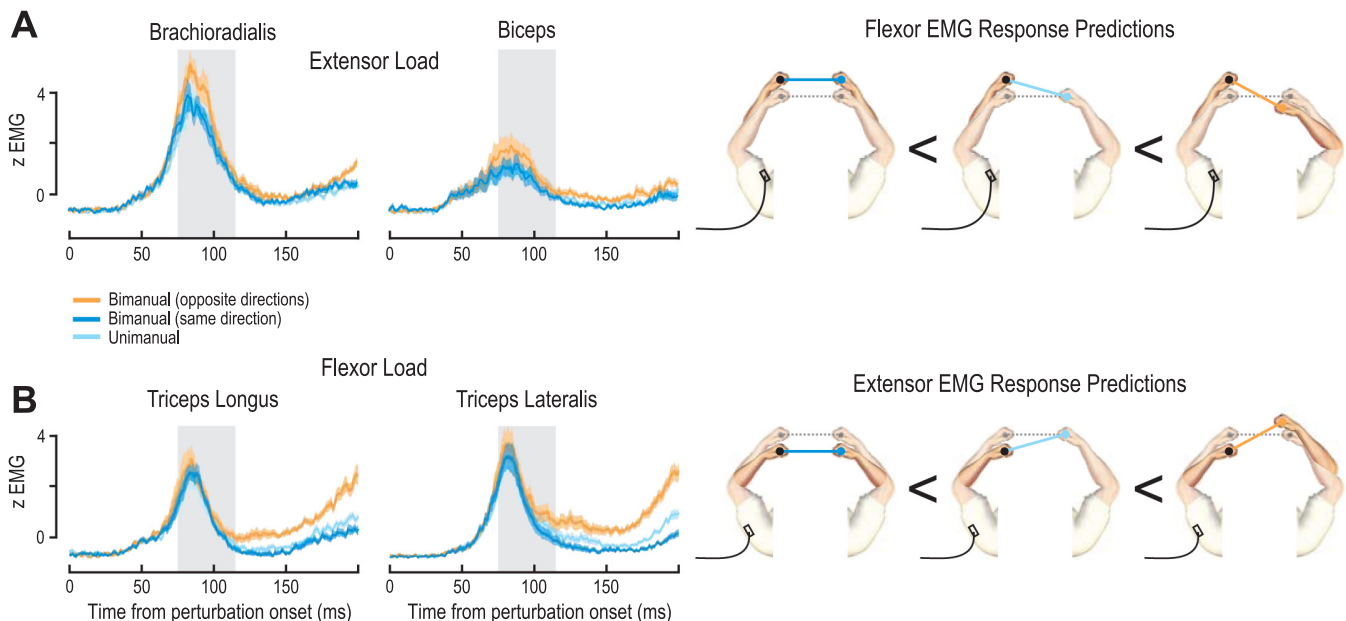 A
Brachioradialis
Biceps
Extensor Load
Flexor EMG Response Predictions
4
z EMG
0
<
<
0
50
100
150
0
50
100
150
Bimanual (opposite directions)
Bimanual (same direction)
Unimanual
Flexor Load
B
Triceps Longus
Triceps Lateralis
Extensor EMG Response Predictions
4
z EMG
0
<
<
0
50
100
150
0
50
100
150
Time from perturbation onset (ms)
Time from perturbation onset (ms)